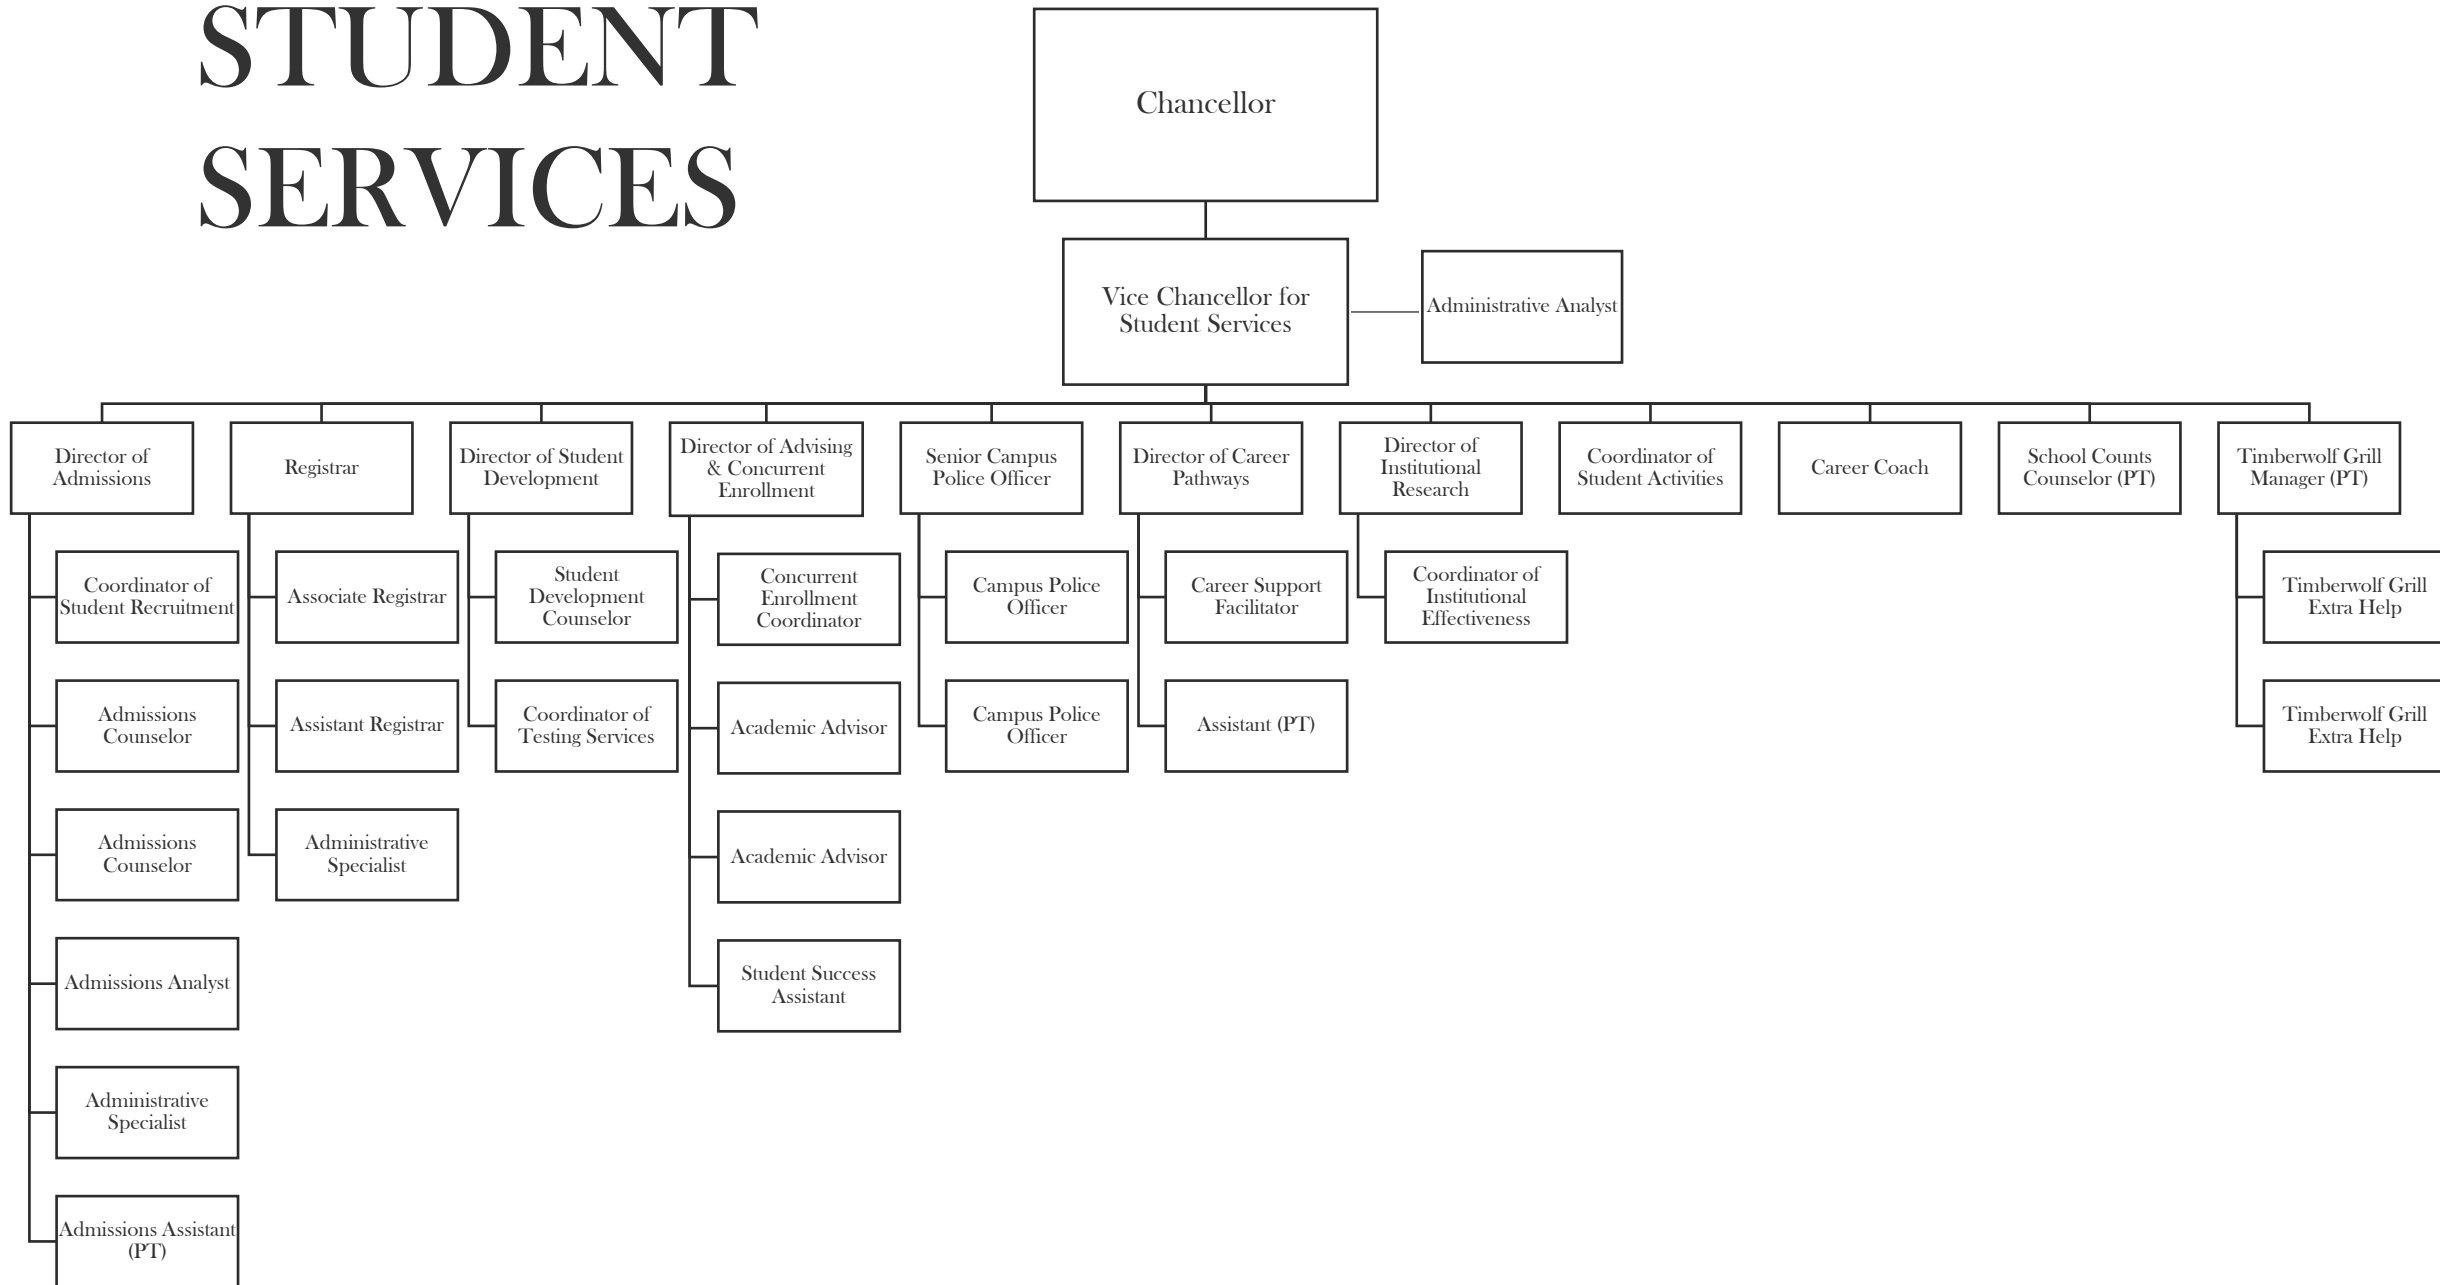 STUDENT
SERVICES
Chancellor
Vice Chancellor for
Student Services
Administrative Analyst
Director of
Admissions
Registrar
Director of Student
Development
Director of Advising
& Concurrent
Enrollment
Senior Campus
Police Officer
Director of Career
Pathways
Director of
Institutional
Research
Coordinator of
Student Activities
Career Coach
School Counts
Counselor (PT)
Timberwolf Grill
Manager (PT)
Coordinator of
Student Recruitment
Associate Registrar
Student
Development
Counselor
Concurrent
Enrollment
Coordinator
Campus Police
Officer
Career Support
Facilitator
Coordinator of
Institutional
Effectiveness
Timberwolf Grill
Extra Help
Admissions
Counselor
Assistant Registrar
Coordinator of
Testing Services
Academic Advisor
Campus Police
Officer
Assistant (PT)
Timberwolf Grill
Extra Help
Admissions
Counselor
Administrative
Specialist
Academic Advisor
Admissions Analyst
Student Success
Assistant
Administrative
Specialist
Admissions Assistant
(PT)